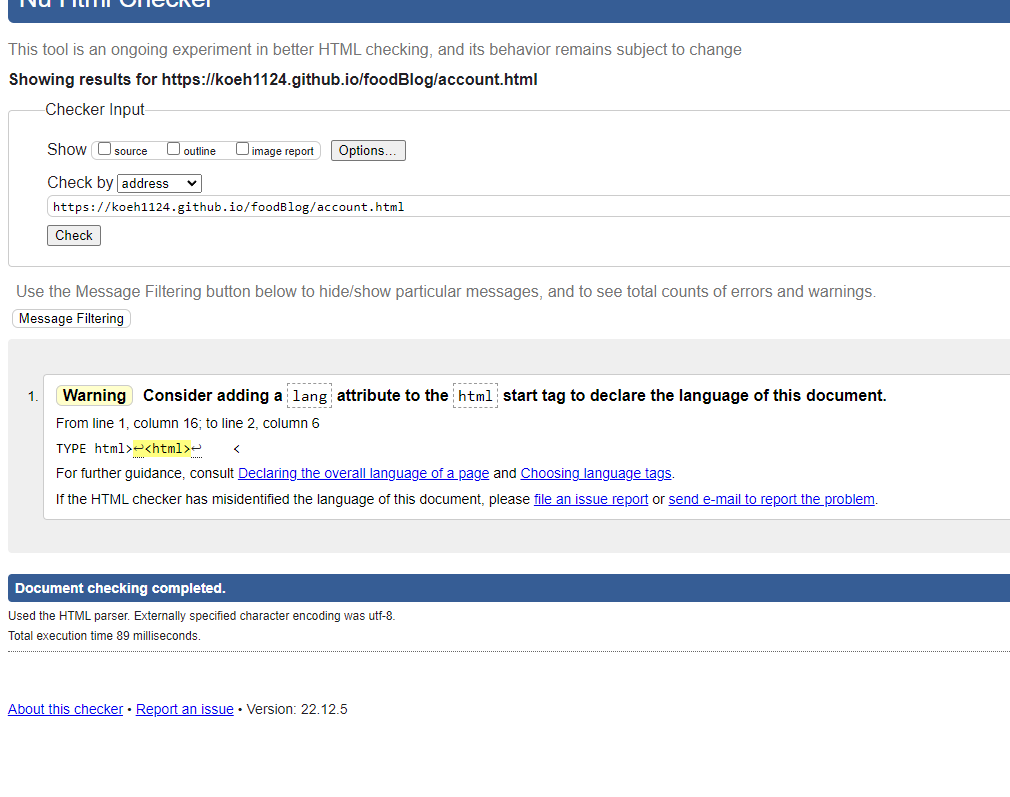 Nu Html Checker
This tool is an ongoing experiment in better HTML checking, and its behavior remains subject to change
Showing results for https://koeh1124.github.io/foodBlog/account.html
Checker Input
Show source outline image report Options...
Check by address
https://koeh1124.github.io/foodBlog/account.html
Check
Use the Message Filtering button below to hide/show particular messages, and to see total counts of errors and warnings.
Message Filtering
1. Warning Consider adding a lang attribute to the html start tag to declare the language of this document.
From line 1, column 16; to line 2, column 6
TYPE html>↩<html>↩ <
For further guidance, consult Declaring the overall language of a page and Choosing language tags.
If the HTML checker has misidentified the language of this document, please file an issue report or send e-mail to report the problem.
Document checking completed.
Used the HTML parser. Externally specified character encoding was utf-8.
Total execution time 89 milliseconds.
About this checker • Report an issue • Version: 22.12.5